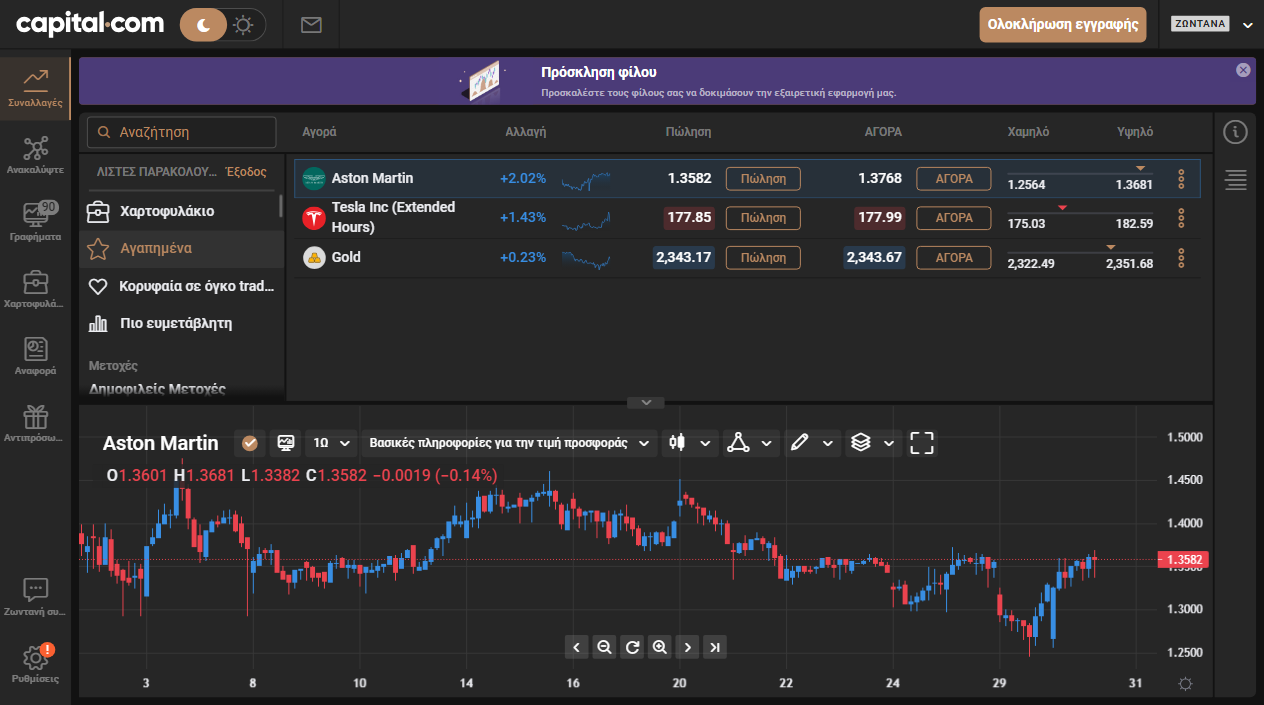 capital.com
Ολοκλήρωση εγγραφής
ΖΩΝΤΑΝΑ
Συναλλαγές
Ανακαλύψτε
90
Γραφήματα
Χαρτοφυλά...
Αναφορά
Αντιπρόσω...
Ζωντανή συ...
!
Ρυθμίσεις
Πρόσκληση φίλου
Προσκαλέστε τους φίλους σας να δοκιμάσουν την εξαιρετική εφαρμογή μας.
Αναζήτηση
ΛΙΣΤΕΣ ΠΑΡΑΚΟΛΟΥ... Έξοδος
Χαρτοφυλάκιο
Αγαπημένα
Κορυφαία σε όγκο trad...
Πιο ευμετάβλητη
Μετοχές
Δημοφιλείς Μετοχές
Αγορά Αλλαγή Πώληση ΑΓΟΡΑ Χαμηλό Υψηλό
Aston Martin +2.02% 1.3582 Πώληση 1.3768 ΑΓΟΡΑ 1.2564 1.3681
Tesla Inc (Extended Hours) +1.43% 177.85 Πώληση 177.99 ΑΓΟΡΑ 175.03 182.59
Gold +0.23% 2,343.17 Πώληση 2,343.67 ΑΓΟΡΑ 2,322.49 2,351.68
Aston Martin 1Ω Βασικές πληροφορίες για την τιμή προσφοράς
O1.3601 H1.3681 L1.3382 C1.3582 −0.0019 (−0.14%)
1.5000
1.4500
1.4000
1.3582
1.3500
1.3000
1.2500
3 8 10 14 16 20 22 24 29 31